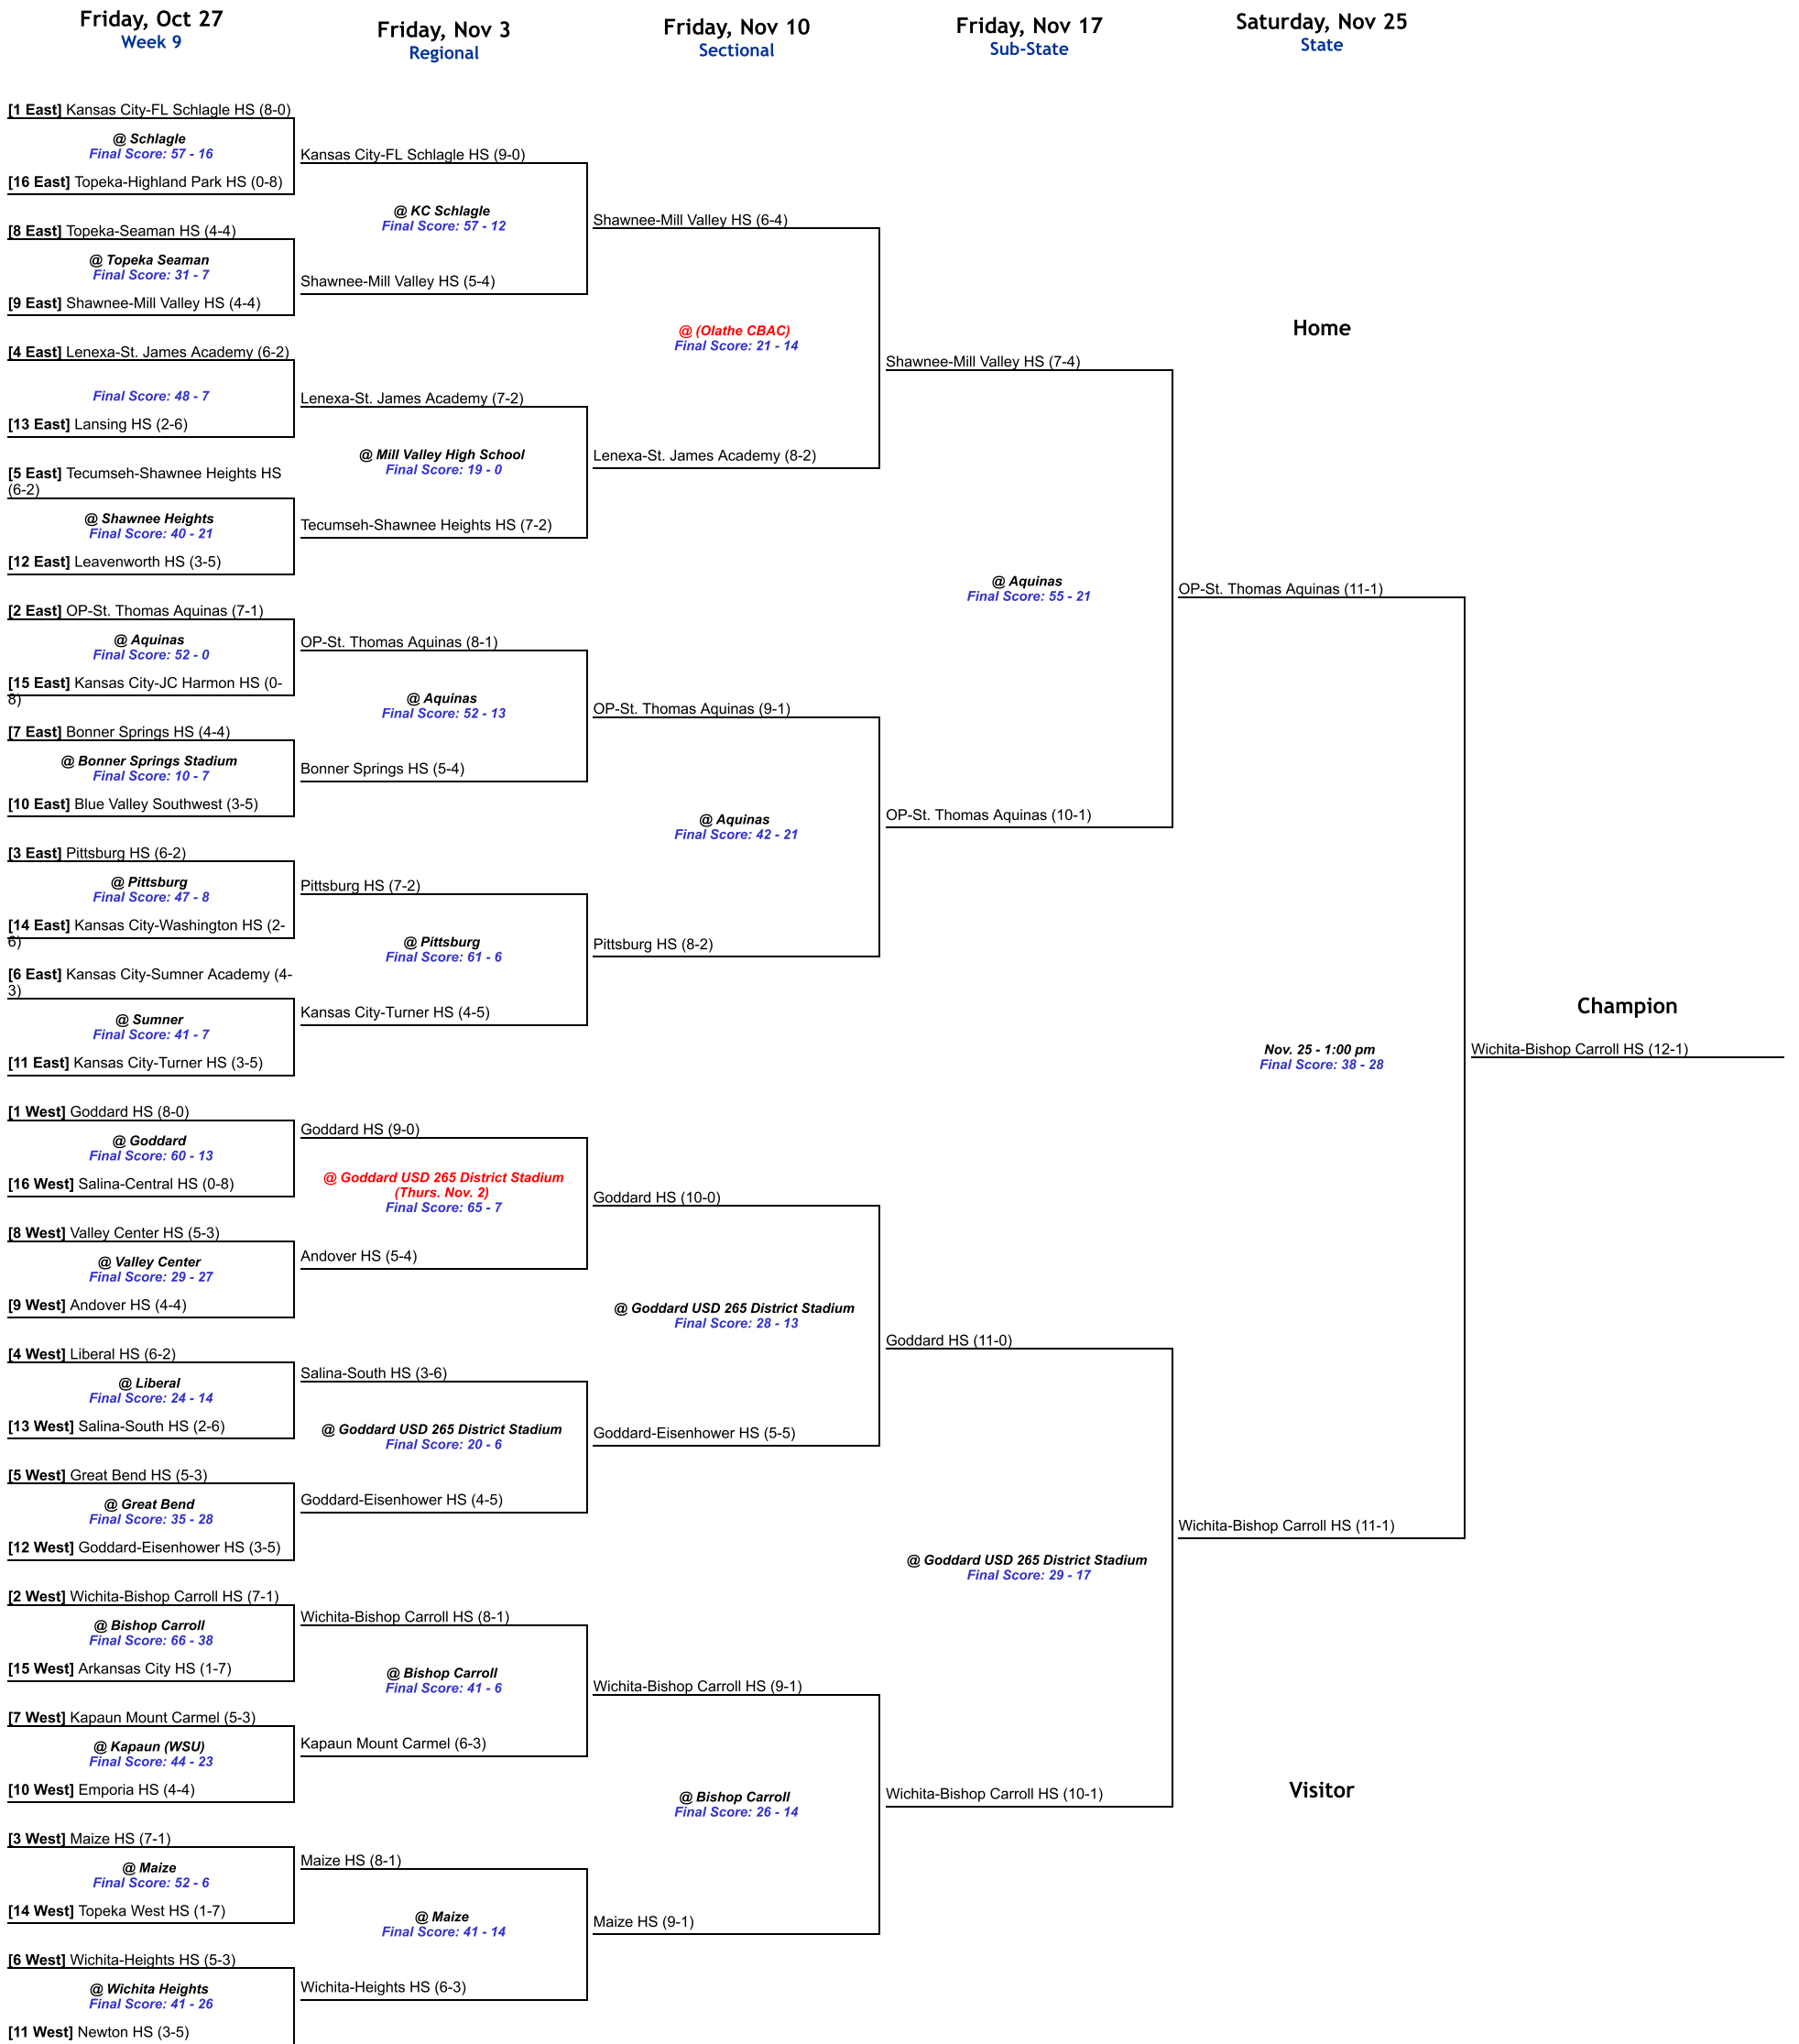 Friday, Oct 27
Week 9
Friday, Nov 3
Regional
Friday, Nov 10
Sectional
Friday, Nov 17
Sub-State
Saturday, Nov 25
State
[1 East] Kansas City-FL Schlagle HS (8-0)
@ Schlagle
Final Score: 57 - 16
[16 East] Topeka-Highland Park HS (0-8)
[8 East] Topeka-Seaman HS (4-4)
@ Topeka Seaman
Final Score: 31 - 7
[9 East] Shawnee-Mill Valley HS (4-4)
[4 East] Lenexa-St. James Academy (6-2)
Final Score: 48 - 7
[13 East] Lansing HS (2-6)
[5 East] Tecumseh-Shawnee Heights HS
(6-2)
@ Shawnee Heights
Final Score: 40 - 21
[12 East] Leavenworth HS (3-5)
[2 East] OP-St. Thomas Aquinas (7-1)
@ Aquinas
Final Score: 52 - 0
[15 East] Kansas City-JC Harmon HS (0-
8)
[7 East] Bonner Springs HS (4-4)
@ Bonner Springs Stadium
Final Score: 10 - 7
[10 East] Blue Valley Southwest (3-5)
[3 East] Pittsburg HS (6-2)
@ Pittsburg
Final Score: 47 - 8
[14 East] Kansas City-Washington HS (2-
6)
[6 East] Kansas City-Sumner Academy (4-
3)
@ Sumner
Final Score: 41 - 7
[11 East] Kansas City-Turner HS (3-5)
[1 West] Goddard HS (8-0)
@ Goddard
Final Score: 60 - 13
[16 West] Salina-Central HS (0-8)
[8 West] Valley Center HS (5-3)
@ Valley Center
Final Score: 29 - 27
[9 West] Andover HS (4-4)
[4 West] Liberal HS (6-2)
@ Liberal
Final Score: 24 - 14
[13 West] Salina-South HS (2-6)
[5 West] Great Bend HS (5-3)
@ Great Bend
Final Score: 35 - 28
[12 West] Goddard-Eisenhower HS (3-5)
[2 West] Wichita-Bishop Carroll HS (7-1)
@ Bishop Carroll
Final Score: 66 - 38
[15 West] Arkansas City HS (1-7)
[7 West] Kapaun Mount Carmel (5-3)
@ Kapaun (WSU)
Final Score: 44 - 23
[10 West] Emporia HS (4-4)
[3 West] Maize HS (7-1)
@ Maize
Final Score: 52 - 6
[14 West] Topeka West HS (1-7)
[6 West] Wichita-Heights HS (5-3)
@ Wichita Heights
Final Score: 41 - 26
[11 West] Newton HS (3-5)
Kansas City-FL Schlagle HS (9-0)
@ KC Schlagle
Final Score: 57 - 12
Shawnee-Mill Valley HS (5-4)
Lenexa-St. James Academy (7-2)
@ Mill Valley High School
Final Score: 19 - 0
Tecumseh-Shawnee Heights HS (7-2)
OP-St. Thomas Aquinas (8-1)
@ Aquinas
Final Score: 52 - 13
Bonner Springs HS (5-4)
Pittsburg HS (7-2)
@ Pittsburg
Final Score: 61 - 6
Kansas City-Turner HS (4-5)
Goddard HS (9-0)
@ Goddard USD 265 District Stadium
(Thurs. Nov. 2)
Final Score: 65 - 7
Andover HS (5-4)
Salina-South HS (3-6)
@ Goddard USD 265 District Stadium
Final Score: 20 - 6
Goddard-Eisenhower HS (4-5)
Wichita-Bishop Carroll HS (8-1)
@ Bishop Carroll
Final Score: 41 - 6
Kapaun Mount Carmel (6-3)
Maize HS (8-1)
@ Maize
Final Score: 41 - 14
Wichita-Heights HS (6-3)
Shawnee-Mill Valley HS (6-4)
@ (Olathe CBAC)
Final Score: 21 - 14
Lenexa-St. James Academy (8-2)
OP-St. Thomas Aquinas (9-1)
@ Aquinas
Final Score: 42 - 21
Pittsburg HS (8-2)
Goddard HS (10-0)
@ Goddard USD 265 District Stadium
Final Score: 28 - 13
Goddard-Eisenhower HS (5-5)
Wichita-Bishop Carroll HS (9-1)
@ Bishop Carroll
Final Score: 26 - 14
Maize HS (9-1)
Shawnee-Mill Valley HS (7-4)
@ Aquinas
Final Score: 55 - 21
OP-St. Thomas Aquinas (10-1)
Goddard HS (11-0)
@ Goddard USD 265 District Stadium
Final Score: 29 - 17
Wichita-Bishop Carroll HS (10-1)
Home
OP-St. Thomas Aquinas (11-1)
Nov. 25 - 1:00 pm
Final Score: 38 - 28
Wichita-Bishop Carroll HS (11-1)
Visitor
Champion
Wichita-Bishop Carroll HS (12-1)